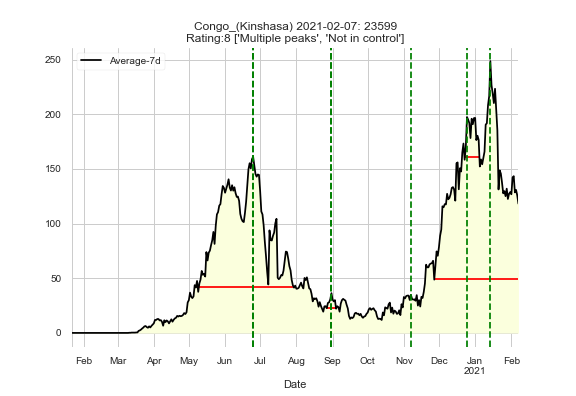 Congo_(Kinshasa) 2021-02-07: 23599
Rating:8 ['Multiple peaks', 'Not in control']
Average-7d
250
200
150
100
50
0
Feb Mar Apr May Jun Jul Aug Sep Oct Nov Dec Jan Feb
2021
Date